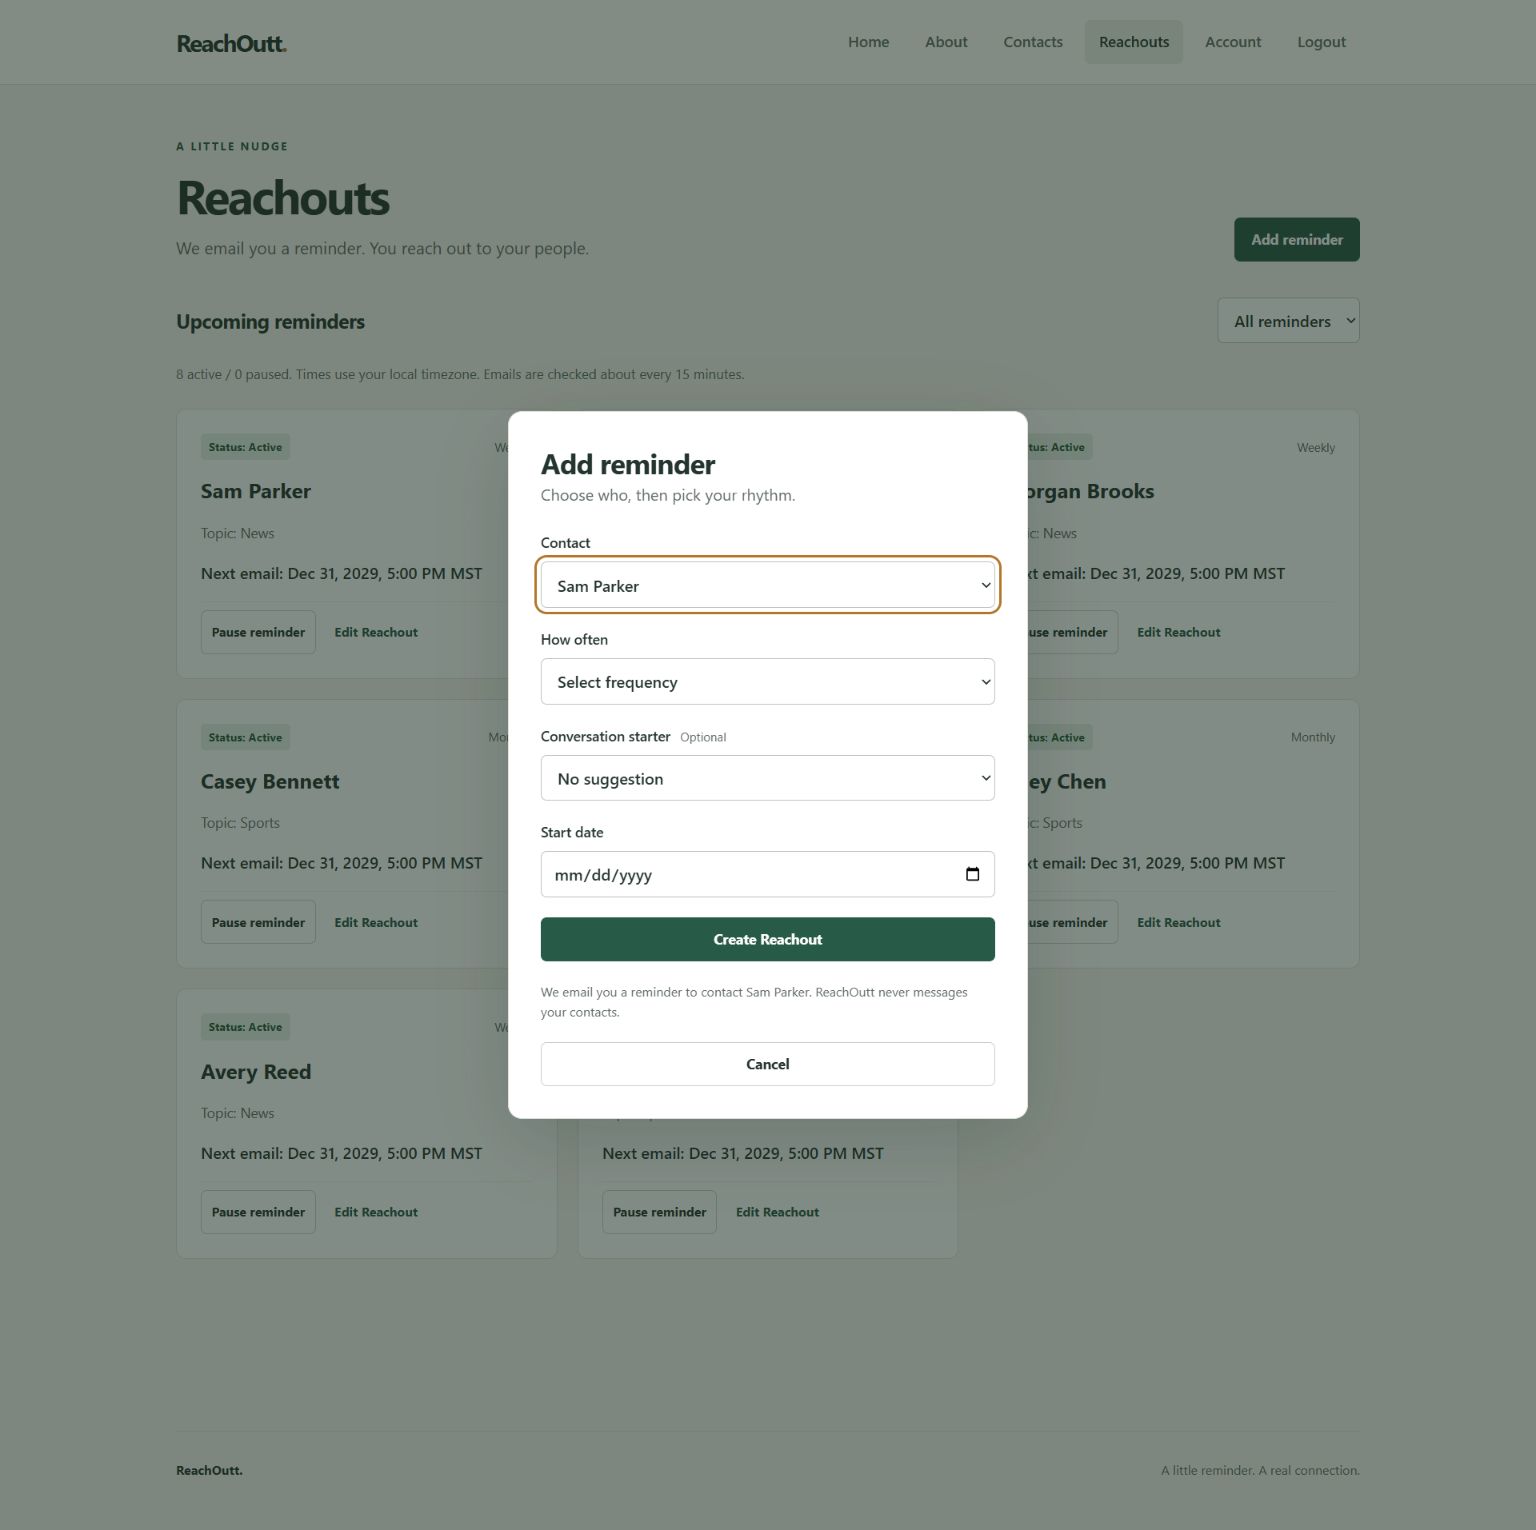 ReachOutt.
Home
About
Contacts
Reachouts
Account
Logout
A LITTLE NUDGE
Reachouts
We email you a reminder. You reach out to your people.
Add reminder
Upcoming reminders
All reminders
8 active / 0 paused. Times use your local timezone. Emails are checked about every 15 minutes.
Status: Active
Sam Parker
Topic: News
Next email: Dec 31, 2029, 5:00 PM MST
Pause reminder
Edit Reachout
Weekly
Brooks
News
Dec 31, 2029, 5:00 PM MST
reminder
Edit Reachout
Status: Active
Casey Bennett
Topic: Sports
Next email: Dec 31, 2029, 5:00 PM MST
Pause reminder
Edit Reachout
Active
Monthly
Chen
Sports
Dec 31, 2029, 5:00 PM MST
reminder
Edit Reachout
Status: Active
Avery Reed
Topic: News
Next email: Dec 31, 2029, 5:00 PM MST
Pause reminder
Edit Reachout
Next email: Dec 31, 2029, 5:00 PM MST
Pause reminder
Edit Reachout
Add reminder
Choose who, then pick your rhythm.
Contact
Sam Parker
How often
Select frequency
Conversation starter Optional
No suggestion
Start date
mm/dd/yyyy
Create Reachout
We email you a reminder to contact Sam Parker. ReachOutt never messages
your contacts.
Cancel
ReachOutt.
A little reminder. A real connection.